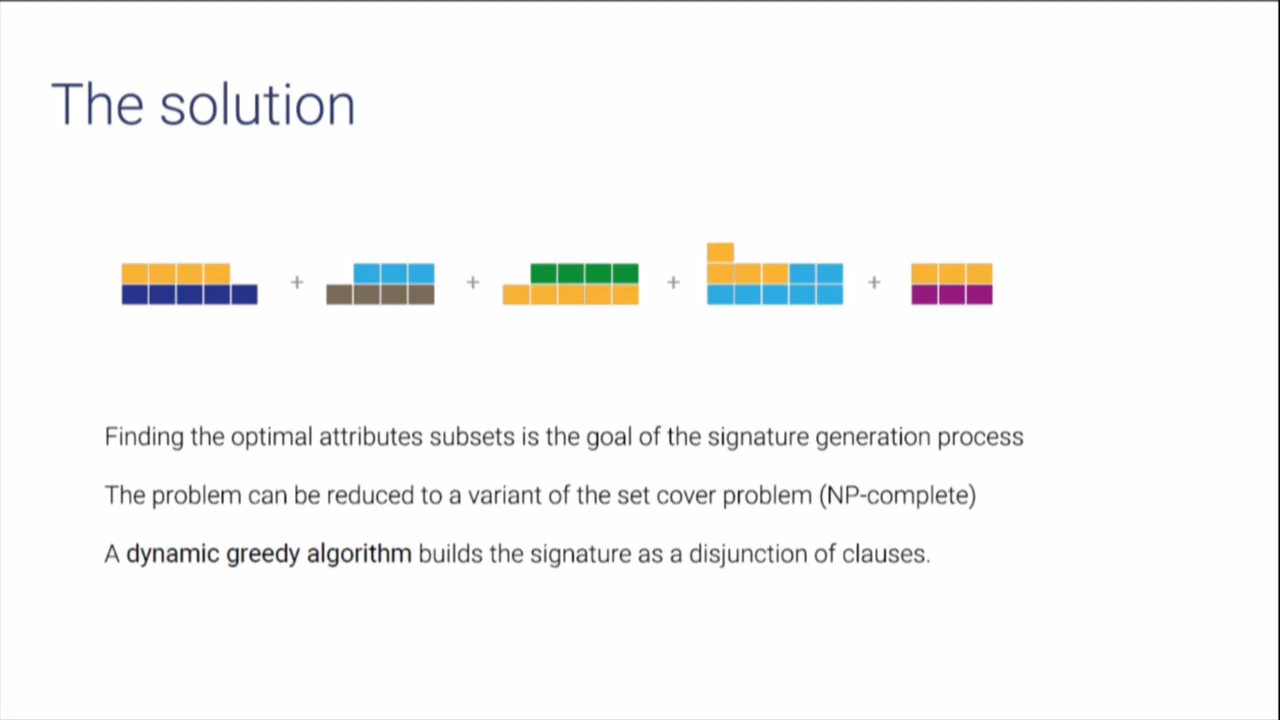 The solution
+ + + +
Finding the optimal attributes subsets is the goal of the signature generation process
The problem can be reduced to a variant of the set cover problem (NP-complete)
A dynamic greedy algorithm builds the signature as a disjunction of clauses.